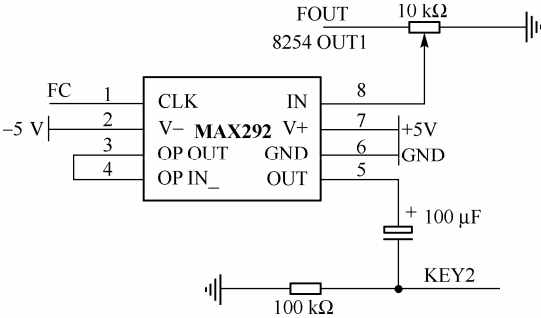 FOUT 10 kΩ
8254 OUT1
FC 1 CLK IN 8
−5 V 2 V− MAX292 V+ 7 +5V
3 OP OUT GND 6 GND
4 OP IN_ OUT 5
+ 100 μF
KEY2
100 kΩ